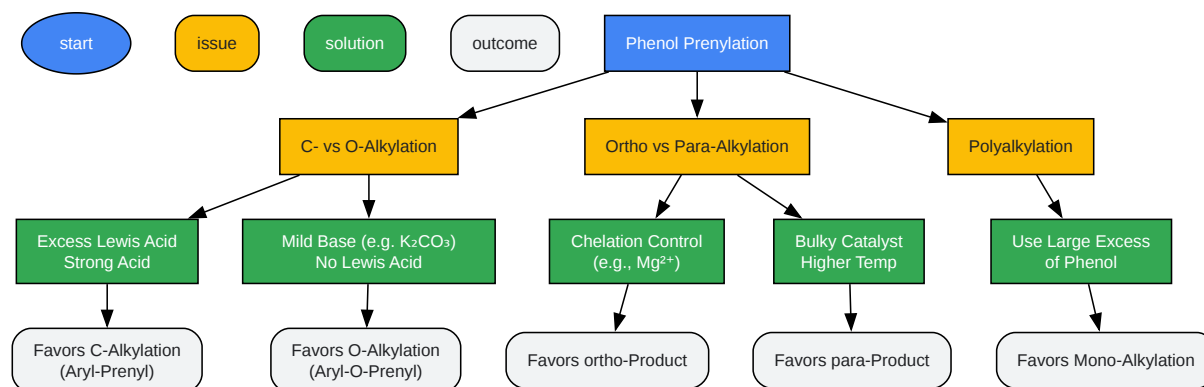 start
issue
solution
outcome
Phenol Prenylation
C- vs O-Alkylation
Ortho vs Para-Alkylation
Polyalkylation
Excess Lewis Acid
Strong Acid
Mild Base (e.g. K₂CO₃)
No Lewis Acid
Chelation Control
(e.g., Mg²⁺)
Bulky Catalyst
Higher Temp
Use Large Excess
of Phenol
Favors C-Alkylation
(Aryl-Prenyl)
Favors O-Alkylation
(Aryl-O-Prenyl)
Favors ortho-Product
Favors para-Product
Favors Mono-Alkylation